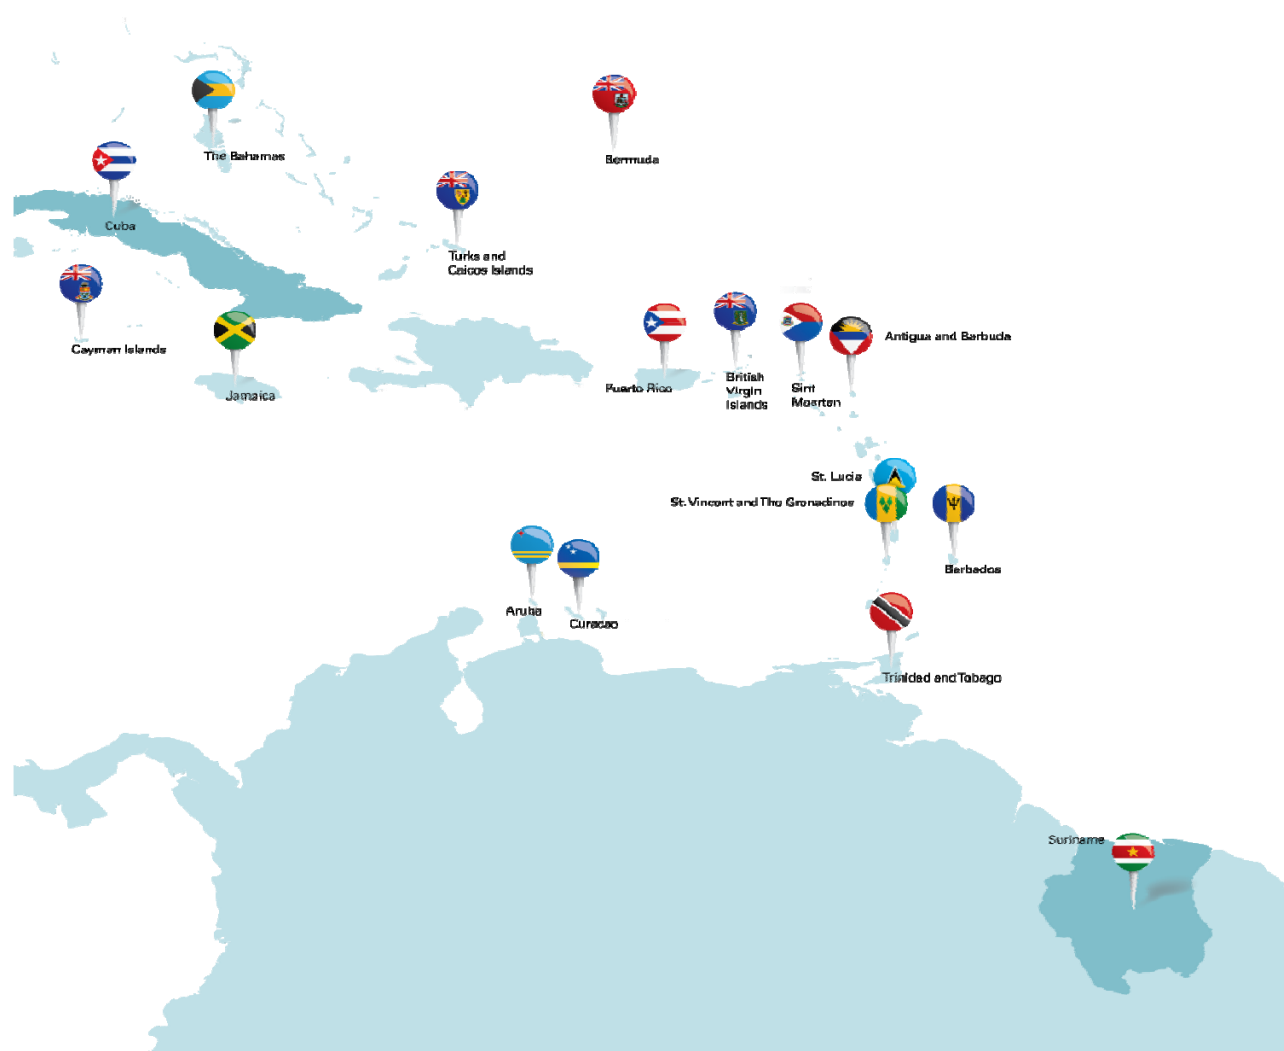 The Bahamas
Bermuda
Cuba
Turks and
Caicos Islands
Cayman Islands
Antigua and Barbuda
Jamaica
Puerto Rico
British
Virgin
Islands
Sint
Maarten
St. Lucia
St. Vincent and The Grenadines
Barbados
Aruba
Curacao
Trinidad and Tobago
Suriname